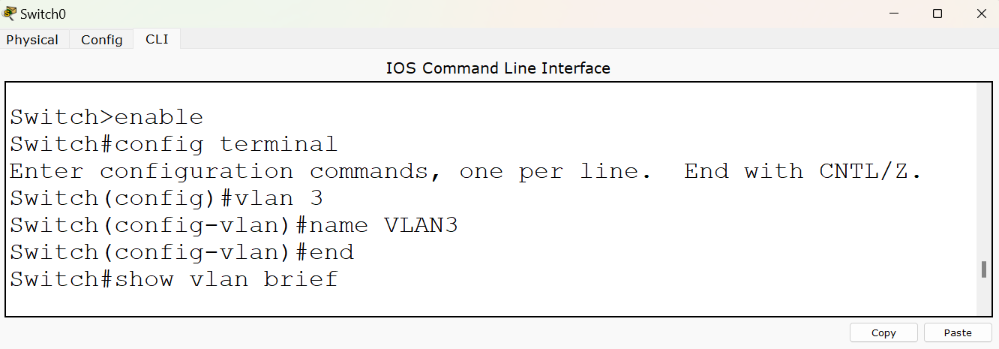 Switch0
Physical Config CLI
IOS Command Line Interface
Switch>enable
Switch#config terminal
Enter configuration commands, one per line.  End with CNTL/Z.
Switch(config)#vlan 3
Switch(config-vlan)#name VLAN3
Switch(config-vlan)#end
Switch#show vlan brief
Copy Paste